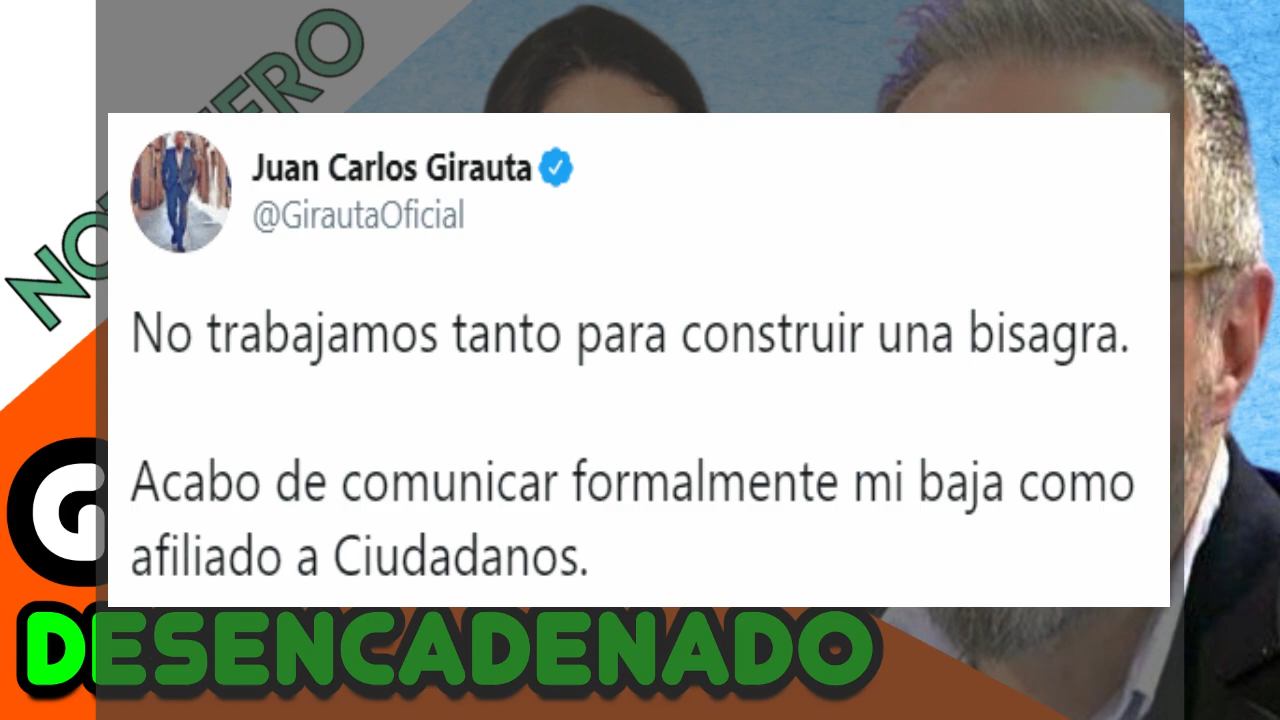 Juan Carlos Girauta
@GirautaOficial
No trabajamos tanto para construir una bisagra.
Acabo de comunicar formalmente mi baja como
afiliado a Ciudadanos.
DESENCADENADO